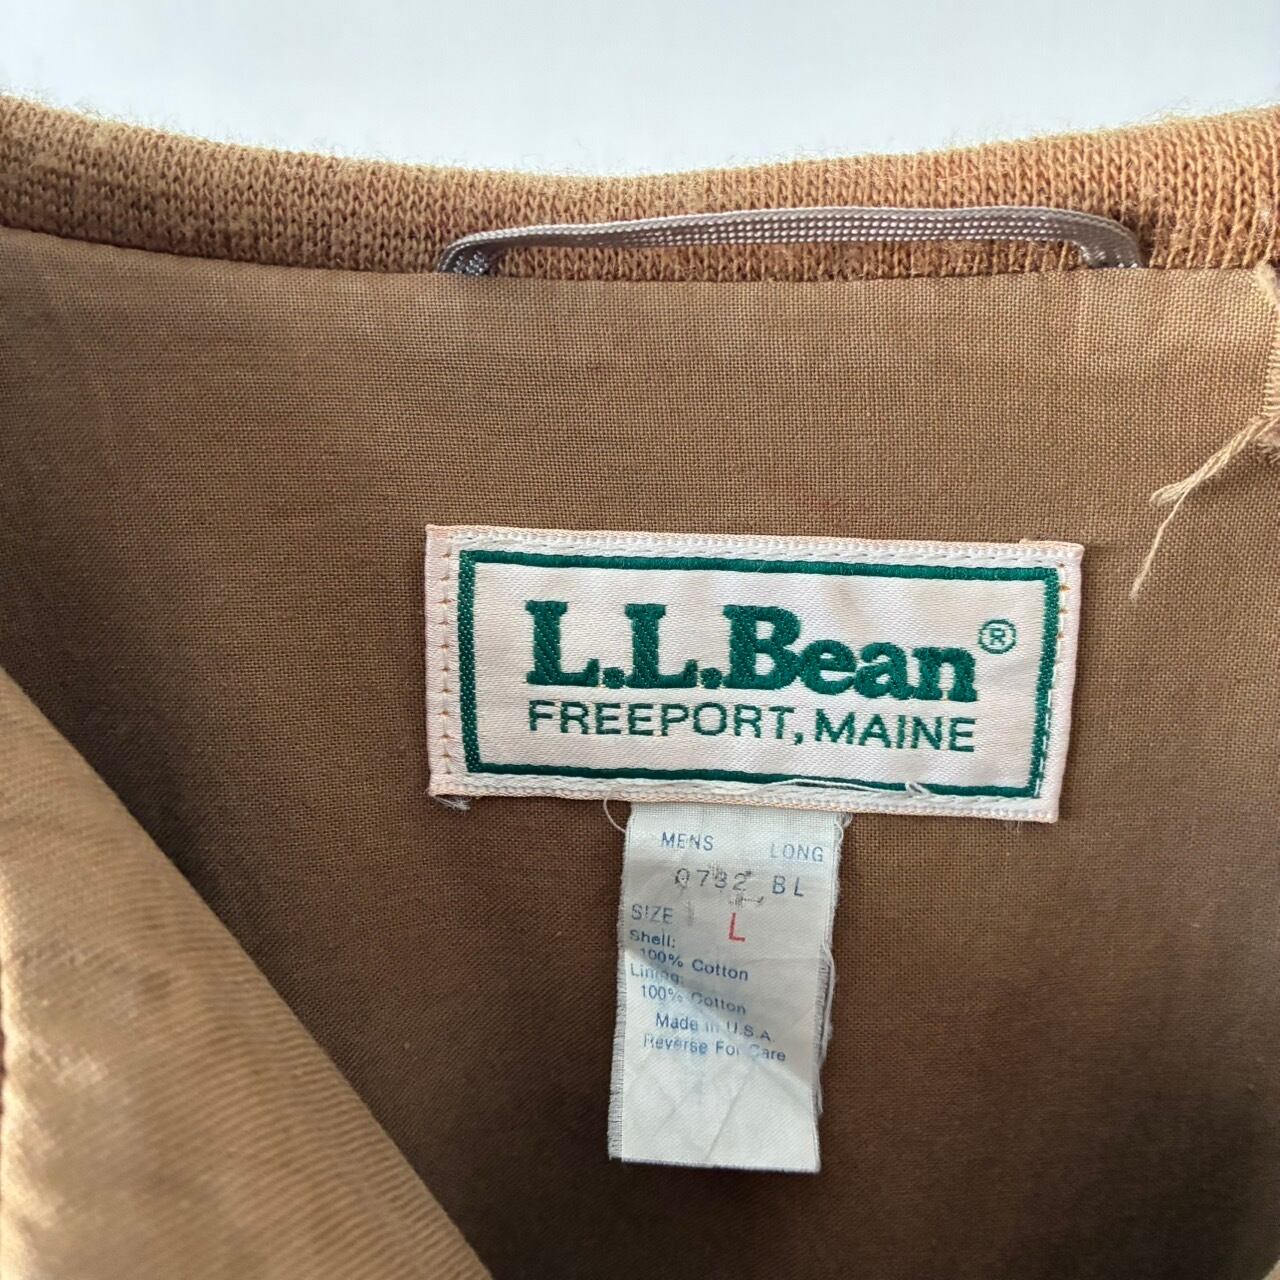 L.L.Bean®
FREEPORT, MAINE
MENS LONG
0732 BL
SIZE L
Shell:
100% Cotton
Lining:
100% Cotton
Made in U.S.A.
Reverse For Care